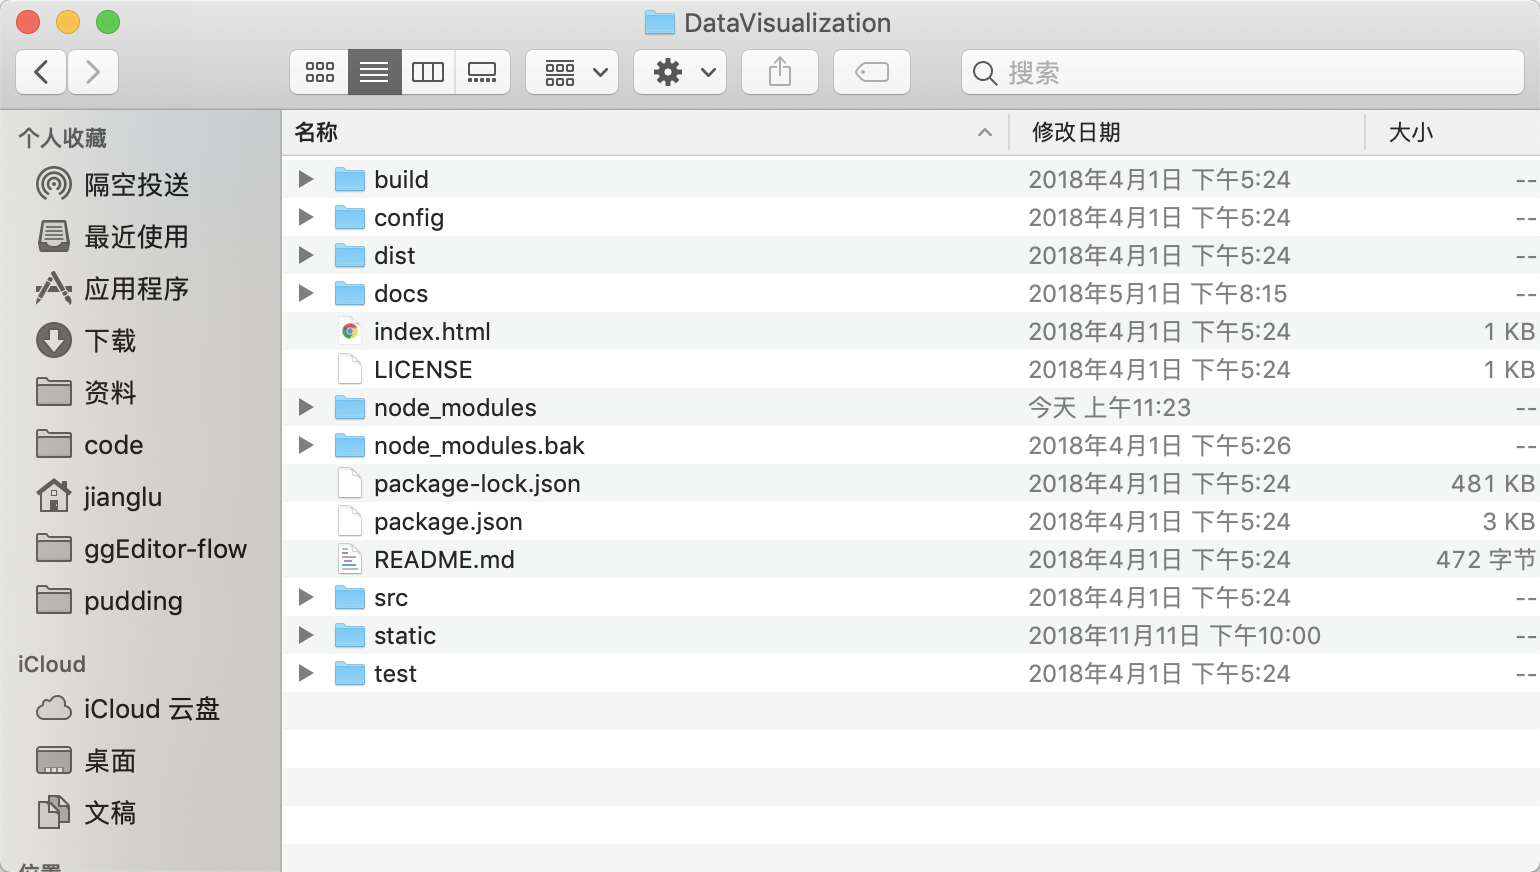 DataVisualization
搜索
个人收藏
隔空投送
最近使用
应用程序
下载
资料
code
jianglu
ggEditor-flow
pudding
iCloud
iCloud 云盘
桌面
文稿
位置
名称 修改日期 大小
build 2018年4月1日 下午5:24 --
config 2018年4月1日 下午5:24 --
dist 2018年4月1日 下午5:24 --
docs 2018年5月1日 下午8:15 --
index.html 2018年4月1日 下午5:24 1 KB
LICENSE 2018年4月1日 下午5:24 1 KB
node_modules 今天 上午11:23 --
node_modules.bak 2018年4月1日 下午5:26 --
package-lock.json 2018年4月1日 下午5:24 481 KB
package.json 2018年4月1日 下午5:24 3 KB
README.md 2018年4月1日 下午5:24 472 字节
src 2018年4月1日 下午5:24 --
static 2018年11月11日 下午10:00 --
test 2018年4月1日 下午5:24 --